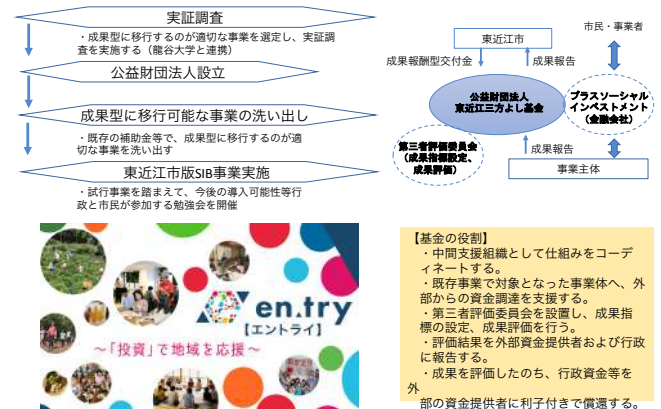 実証調査
・成果型に移行するのが適切な事業を選定し、実証調
査を実施する（龍谷大学と連携）
公益財団法人設立
成果型に移行可能な事業の洗い出し
・既存の補助金等で、成果型に移行するのが適
切な事業を洗い出す
東近江市版SIB事業実施
・試行事業を踏まえて、今後の導入可能性等行
政と市民が参加する勉強会を開催
市民・事業者
東近江市
成果報酬型交付金
成果報告
公益財団法人
東近江三方よし基金
プラスソーシャル
インベストメント
（金融会社）
第三者評価委員会
（成果指標設定、
成果評価）
成果報告
事業主体
en.try
【エントライ】
～「投資」で地域を応援～
【基金の役割】
・中間支援組織として仕組みをコーデ
ィネートする。
・既存事業で対象となった事業体へ、外
部からの資金調達を支援する。
・第三者評価委員会を設置し、成果指
標の設定、成果評価を行う。
・評価結果を外部資金提供者および行政
に報告する。
・成果を評価したのち、行政資金等を
外
部の資金提供者に利子付きで償還する。